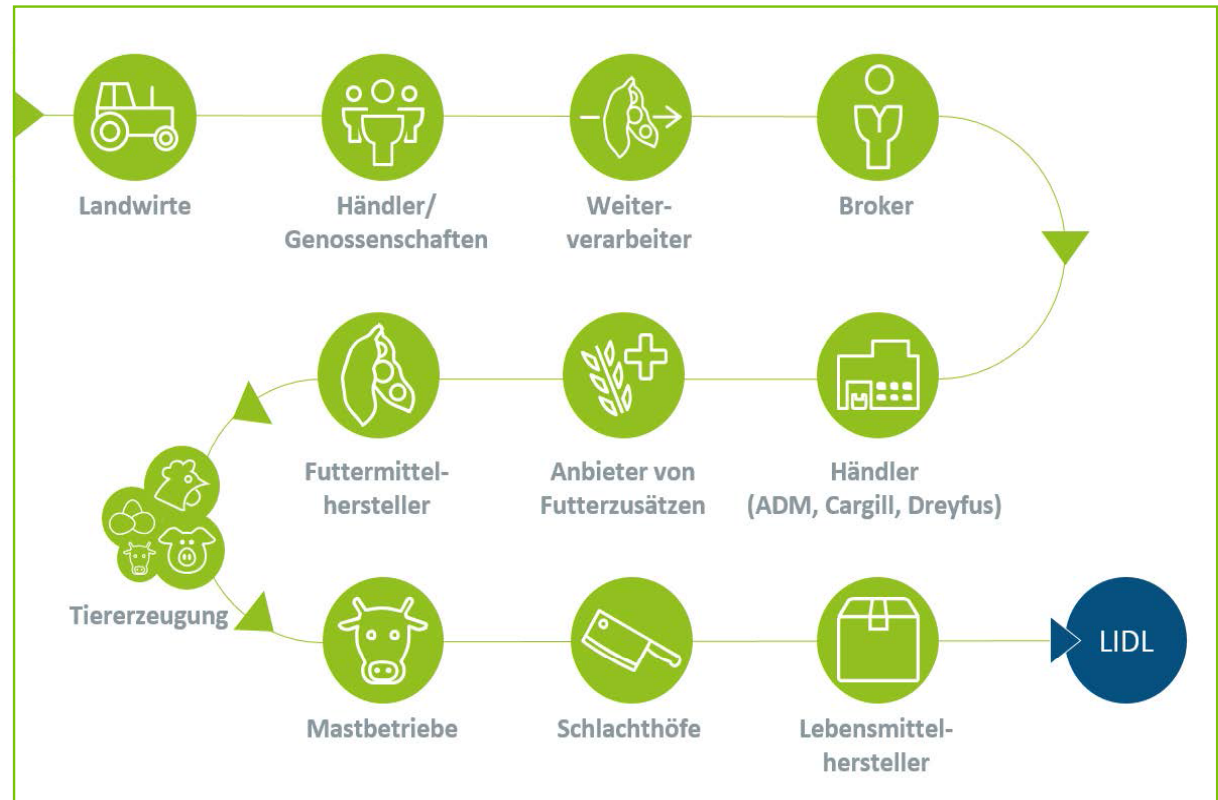 Landwirte
Händler/
Genossenschaften
Weiter-
verarbeiter
Broker
Futtermittel-
hersteller
Anbieter von
Futterzusätzen
Händler
(ADM, Cargill, Dreyfus)
Tiererzeugung
Mastbetriebe
Schlachthöfe
Lebensmittel-
hersteller
LIDL